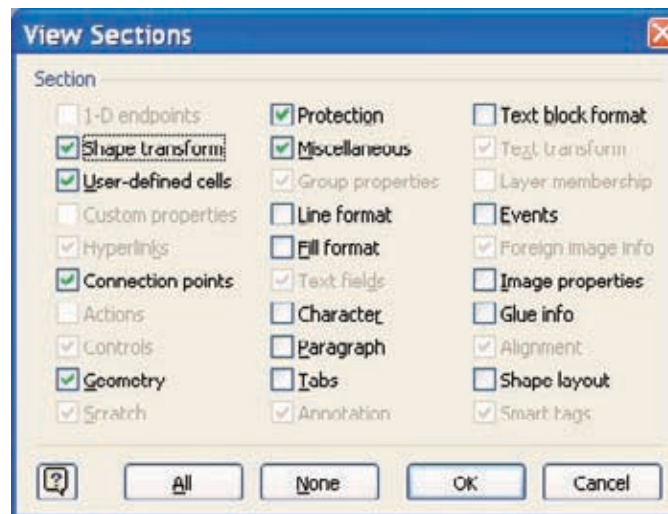 View Sections
Section
1-D endpoints
Shape transform
User-defined cells
Custom properties
Hyperlinks
Connection points
Actions
Controls
Geometry
Scratch
Protection
Miscellaneous
Group properties
Line format
Fill format
Text fields
Character
Paragraph
Tabs
Annotation
Text block format
Text transform
Layer membership
Events
Foreign image info
Image properties
Glue info
Alignment
Shape layout
Smart tags
?
All
None
OK
Cancel